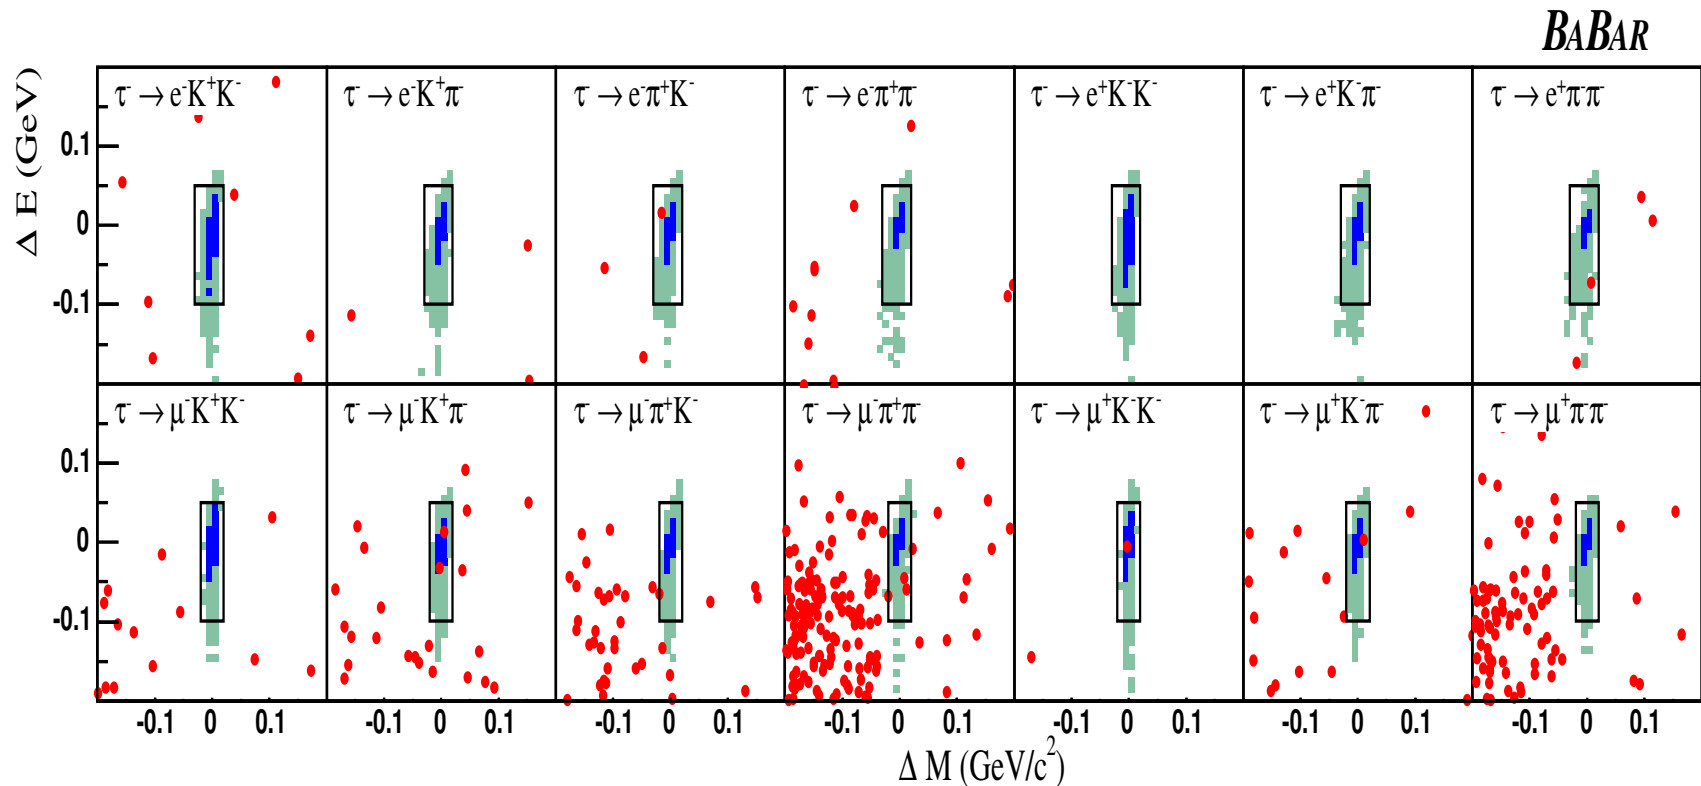 BABAR
τ⁻ → e⁻K⁺K⁻ τ⁻ → e⁻K⁺π⁻ τ⁻ → e⁻π⁺K⁻ τ⁻ → e⁻π⁺π⁻ τ⁻ → e⁺K⁻K⁻ τ⁻ → e⁺K⁻π⁻ τ⁻ → e⁺π⁻π⁻
Δ E (GeV)
0.1
0
-0.1
τ⁻ → μ⁻K⁺K⁻ τ⁻ → μ⁻K⁺π⁻ τ⁻ → μ⁻π⁺K⁻ τ⁻ → μ⁻π⁺π⁻ τ⁻ → μ⁺K⁻K⁻ τ⁻ → μ⁺K⁻π⁻ τ⁻ → μ⁺π⁻π⁻
0.1
0
-0.1
-0.1 0 0.1 -0.1 0 0.1 -0.1 0 0.1 -0.1 0 0.1 -0.1 0 0.1 -0.1 0 0.1 -0.1 0 0.1
Δ M (GeV/c²)